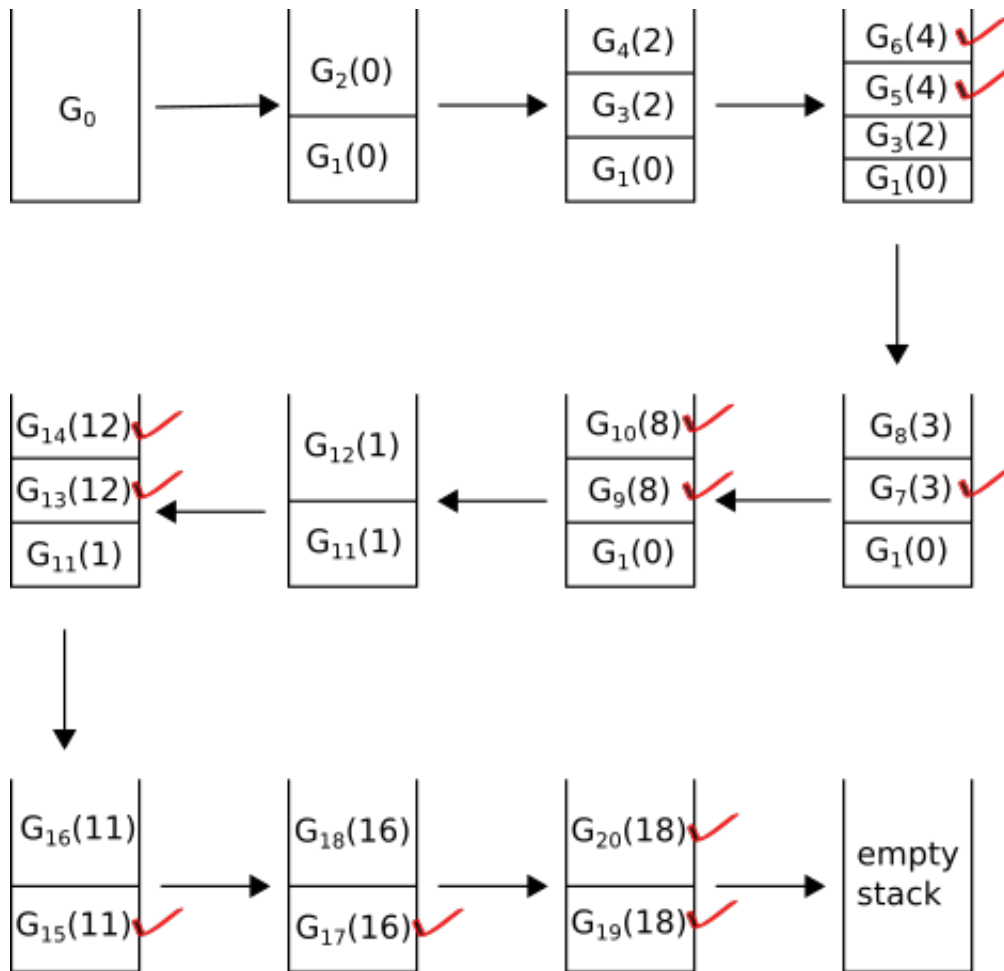 G₀
G₂(0)
G₁(0)
G₄(2)
G₃(2)
G₁(0)
G₆(4)
G₅(4)
G₃(2)
G₁(0)
G₁₄(12)
G₁₃(12)
G₁₁(1)
G₁₂(1)
G₁₁(1)
G₁₀(8)
G₉(8)
G₁(0)
G₈(3)
G₇(3)
G₁(0)
G₁₆(11)
G₁₅(11)
G₁₈(16)
G₁₇(16)
G₂₀(18)
G₁₉(18)
empty
stack